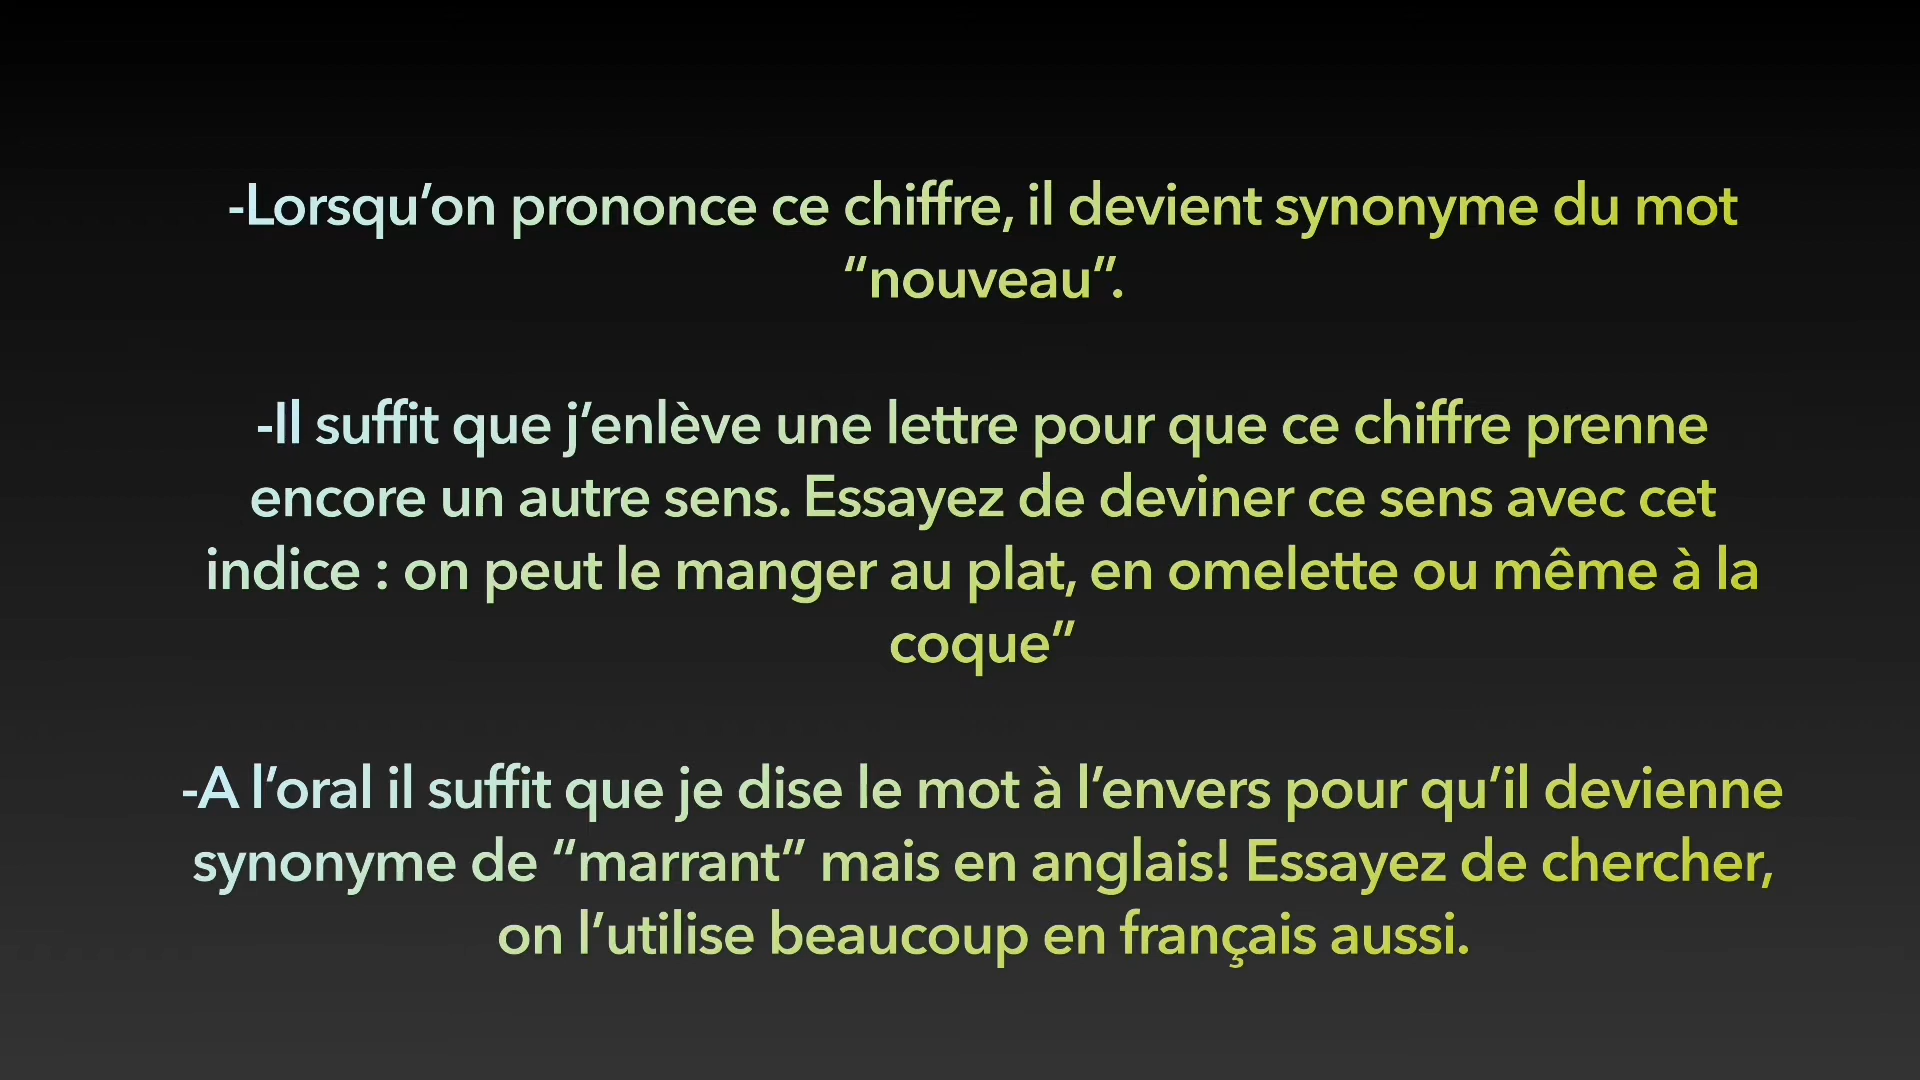 -Lorsqu’on prononce ce chiffre, il devient synonyme du mot
“nouveau”.
-Il suffit que j’enlève une lettre pour que ce chiffre prenne
encore un autre sens. Essayez de deviner ce sens avec cet
indice : on peut le manger au plat, en omelette ou même à la
coque”
-A l’oral il suffit que je dise le mot à l’envers pour qu’il devienne
synonyme de “marrant” mais en anglais! Essayez de chercher,
on l’utilise beaucoup en français aussi.